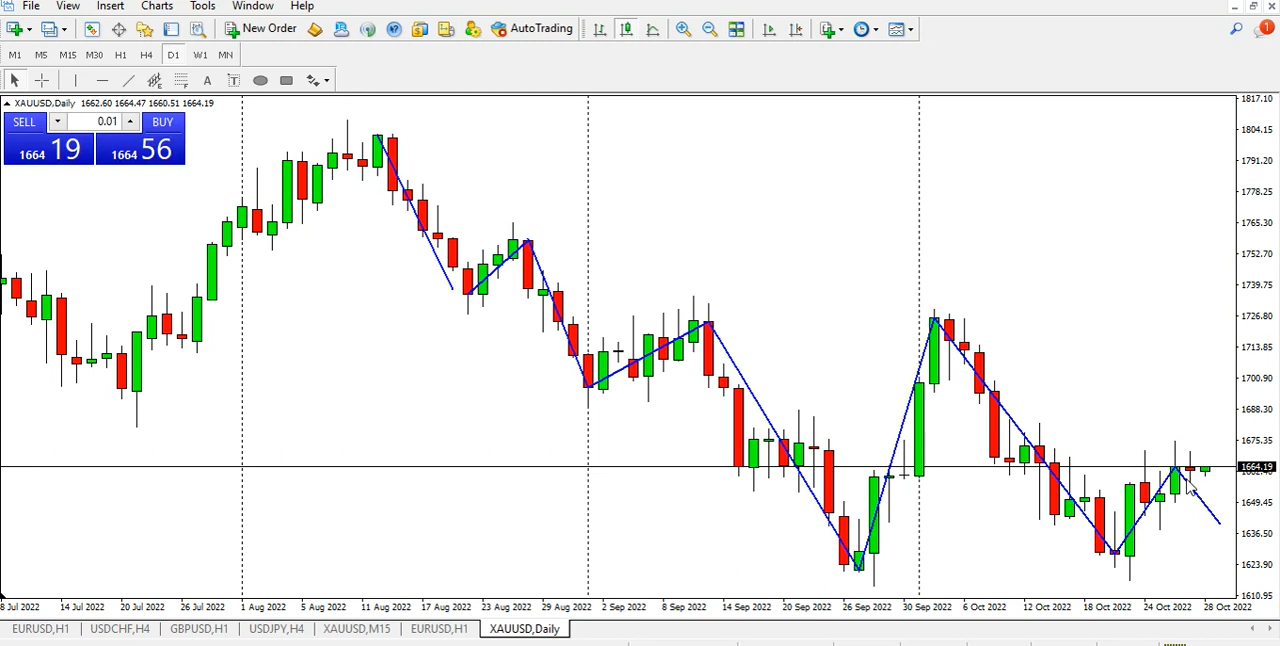 File View Insert Charts Tools Window Help
New Order AutoTrading 1
M1 M5 M15 M30 H1 H4 D1 W1 MN
A T
XAUUSD,Daily 1662.60 1664.47 1660.51 1664.19
SELL 0.01 BUY
1664 19 1664 56
1817.10
1804.15
1791.20
1778.25
1765.30
1752.70
1739.75
1726.80
1713.85
1700.90
1688.30
1675.35
1664.19
1649.45
1636.50
1623.90
1610.95
8 Jul 2022 14 Jul 2022 20 Jul 2022 26 Jul 2022 1 Aug 2022 5 Aug 2022 11 Aug 2022 17 Aug 2022 23 Aug 2022 29 Aug 2022 2 Sep 2022 8 Sep 2022 14 Sep 2022 20 Sep 2022 26 Sep 2022 30 Sep 2022 6 Oct 2022 12 Oct 2022 18 Oct 2022 24 Oct 2022 28 Oct 2022
EURUSD,H1 USDCHF,H4 GBPUSD,H1 USDJPY,H4 XAUUSD,M15 EURUSD,H1 XAUUSD,Daily